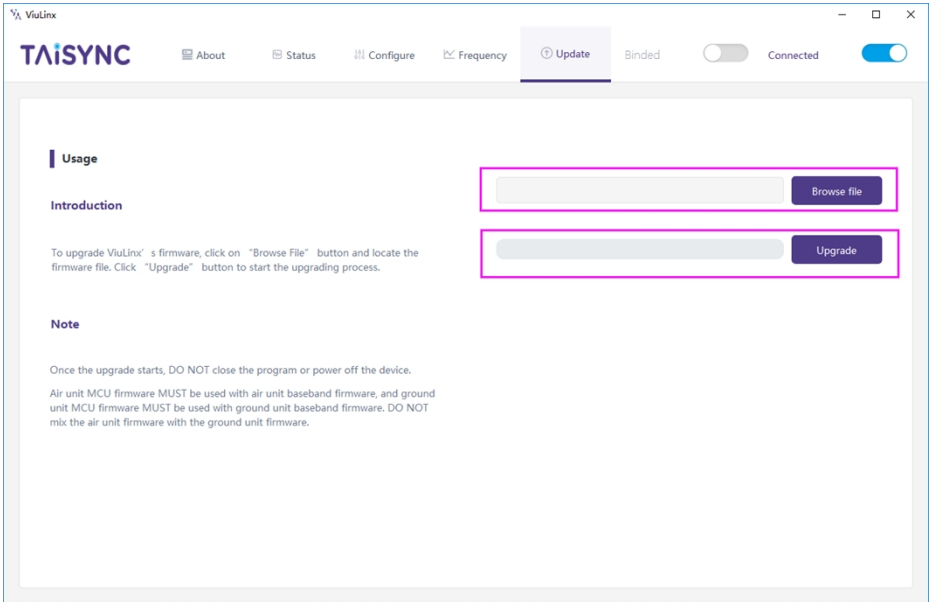 ViuLinx
TAiSYNC About Status Configure Frequency Update Binded Connected
Usage
Browse file
Introduction
To upgrade ViuLinx’ s firmware, click on “Browse File” button and locate the
firmware file. Click “Upgrade” button to start the upgrading process.
Upgrade
Note
Once the upgrade starts, DO NOT close the program or power off the device.
Air unit MCU firmware MUST be used with air unit baseband firmware, and ground
unit MCU firmware MUST be used with ground unit baseband firmware. DO NOT
mix the air unit firmware with the ground unit firmware.